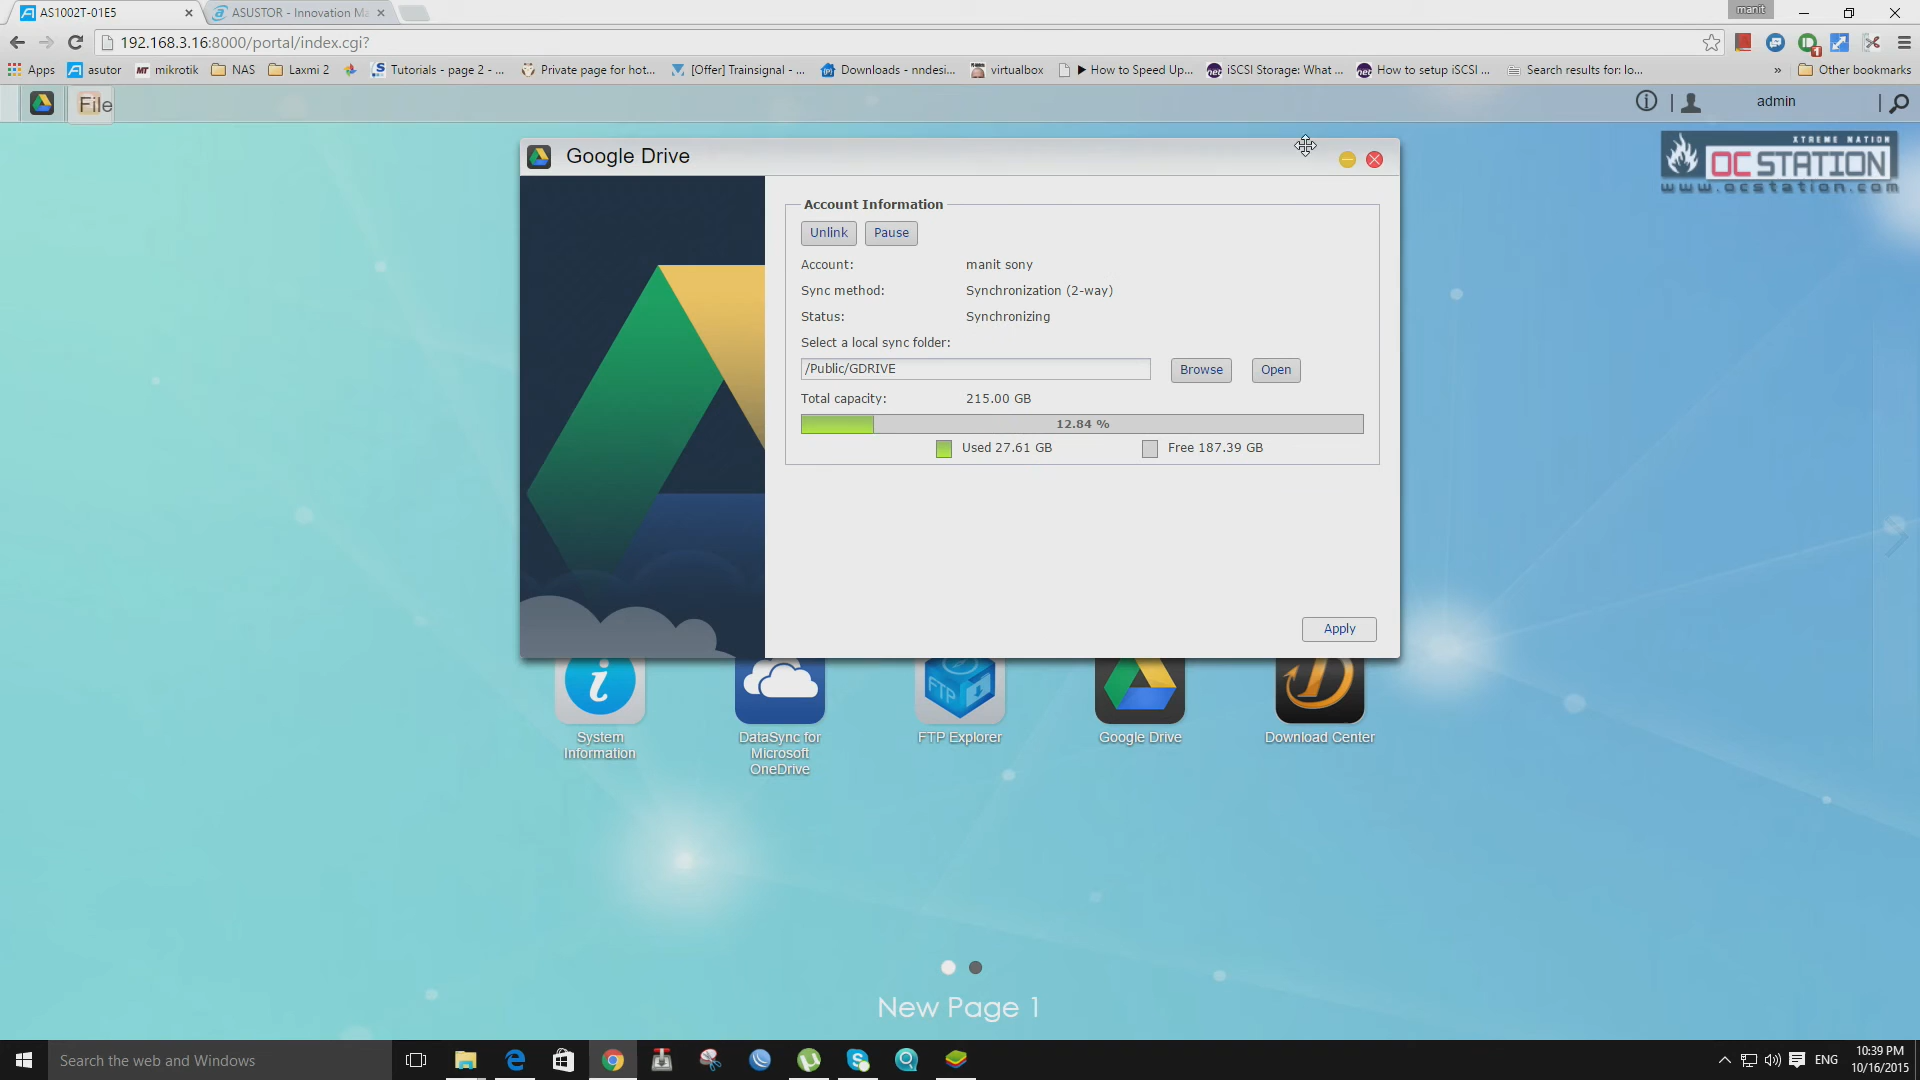 AS1002T-01E5
ASUSTOR - Innovation Ma
manit
192.168.3.16:8000/portal/index.cgi?
Apps asutor MT mikrotik NAS Laxmi 2 Tutorials - page 2 - ... Private page for hot... [Offer] Trainsignal - ... Downloads - nndesi... virtualbox ▶ How to Speed Up... iSCSI Storage: What ... How to setup iSCSI ... Search results for: lo... » Other bookmarks
File
admin
Google Drive
XTREME NATION
OC STATION
www.ocstation.com
Account Information
Unlink Pause
Account: manit sony
Sync method: Synchronization (2-way)
Status: Synchronizing
Select a local sync folder:
/Public/GDRIVE Browse Open
Total capacity: 215.00 GB
12.84 %
Used 27.61 GB Free 187.39 GB
Apply
FTP
System Information
DataSync for Microsoft OneDrive
FTP Explorer
Google Drive
Download Center
New Page 1
Search the web and Windows
ENG
10:39 PM
10/16/2015